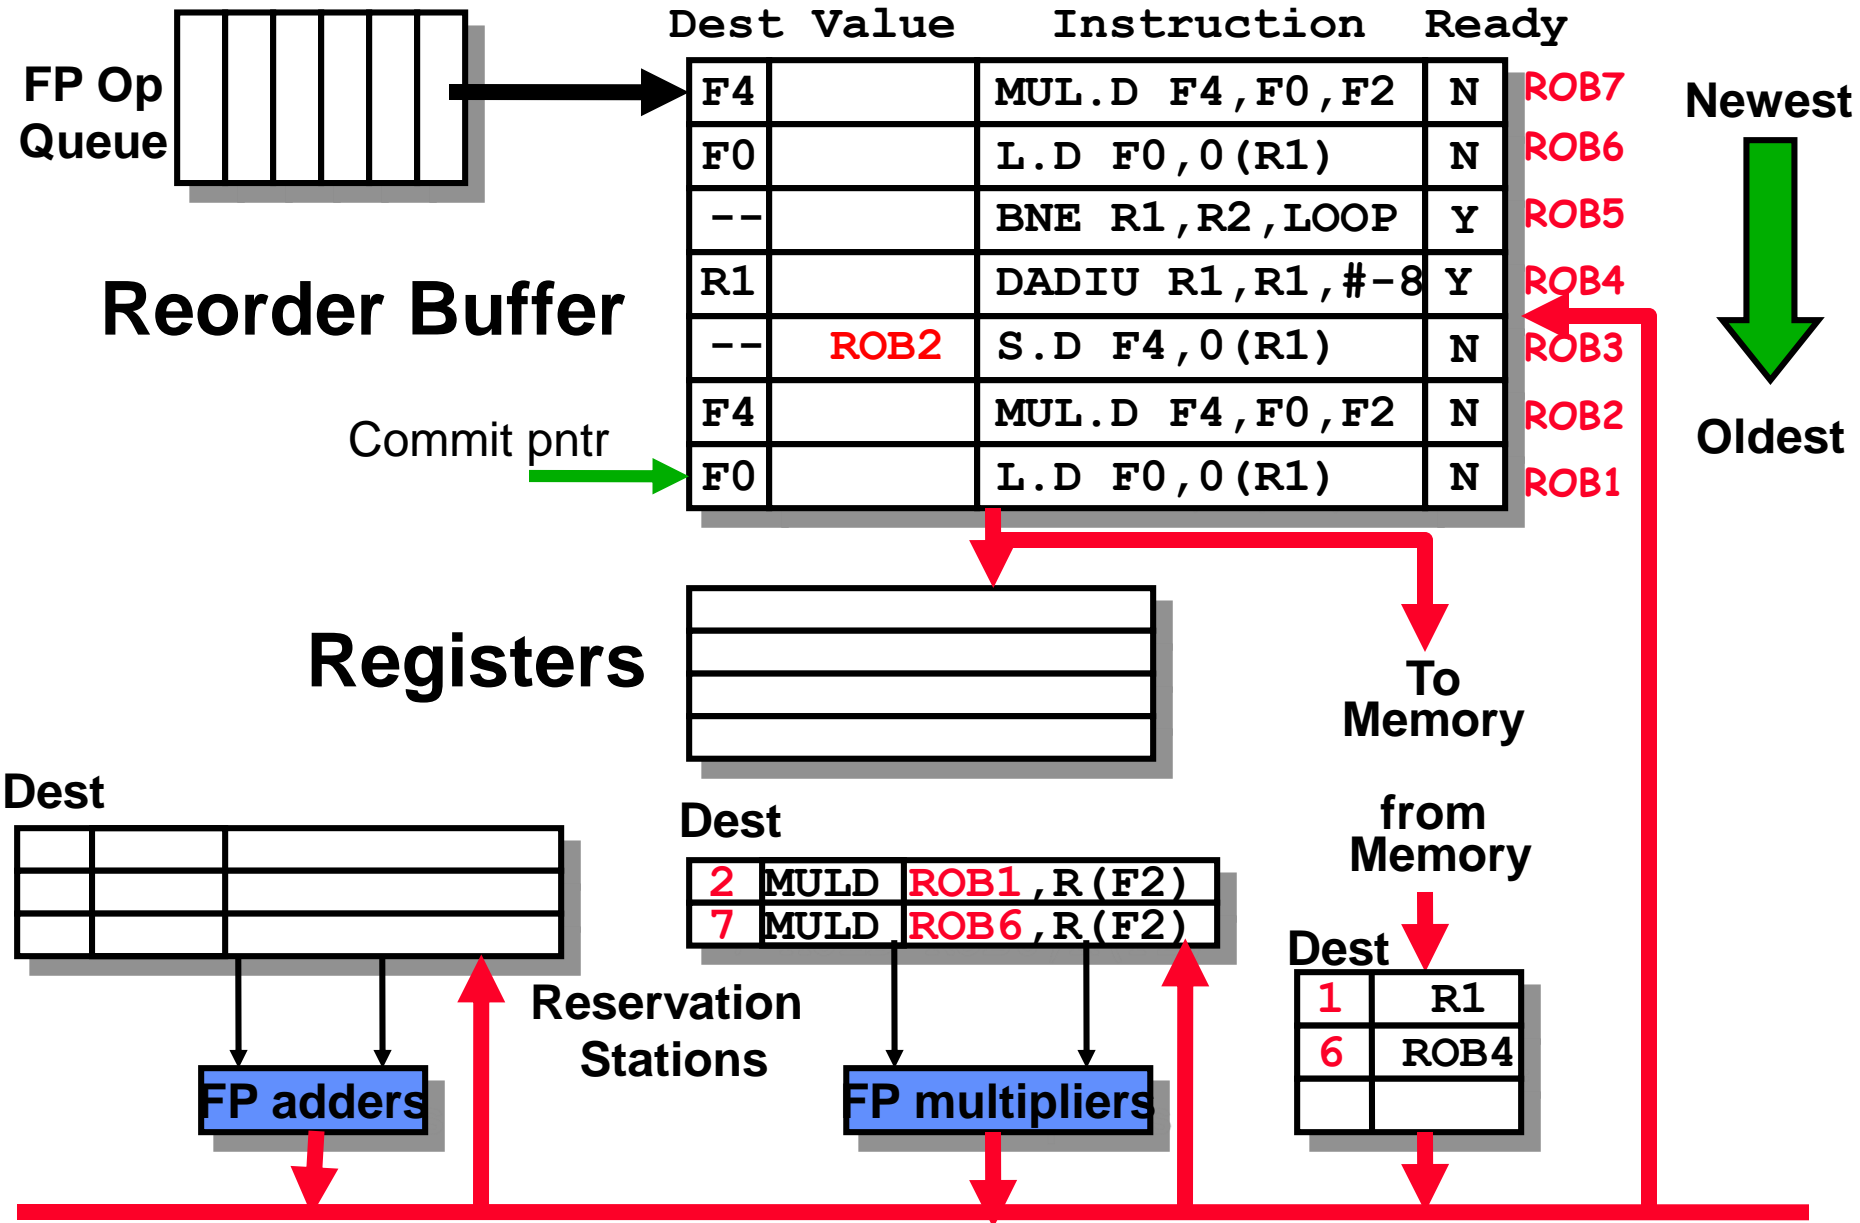 Dest Value Instruction Ready
FP Op
Queue
F4 MUL.D F4,F0,F2 N ROB7
F0 L.D F0,0(R1) N ROB6
-- BNE R1,R2,LOOP Y ROB5
R1 DADIU R1,R1,#-8 Y ROB4
-- ROB2 S.D F4,0(R1) N ROB3
F4 MUL.D F4,F0,F2 N ROB2
F0 L.D F0,0(R1) N ROB1
Newest
Oldest
Reorder Buffer
Commit pntr
Registers
To
Memory
from
Memory
Dest
Dest
2 MULD ROB1,R(F2)
7 MULD ROB6,R(F2)
Dest
1 R1
6 ROB4
Reservation
Stations
FP adders
FP multipliers